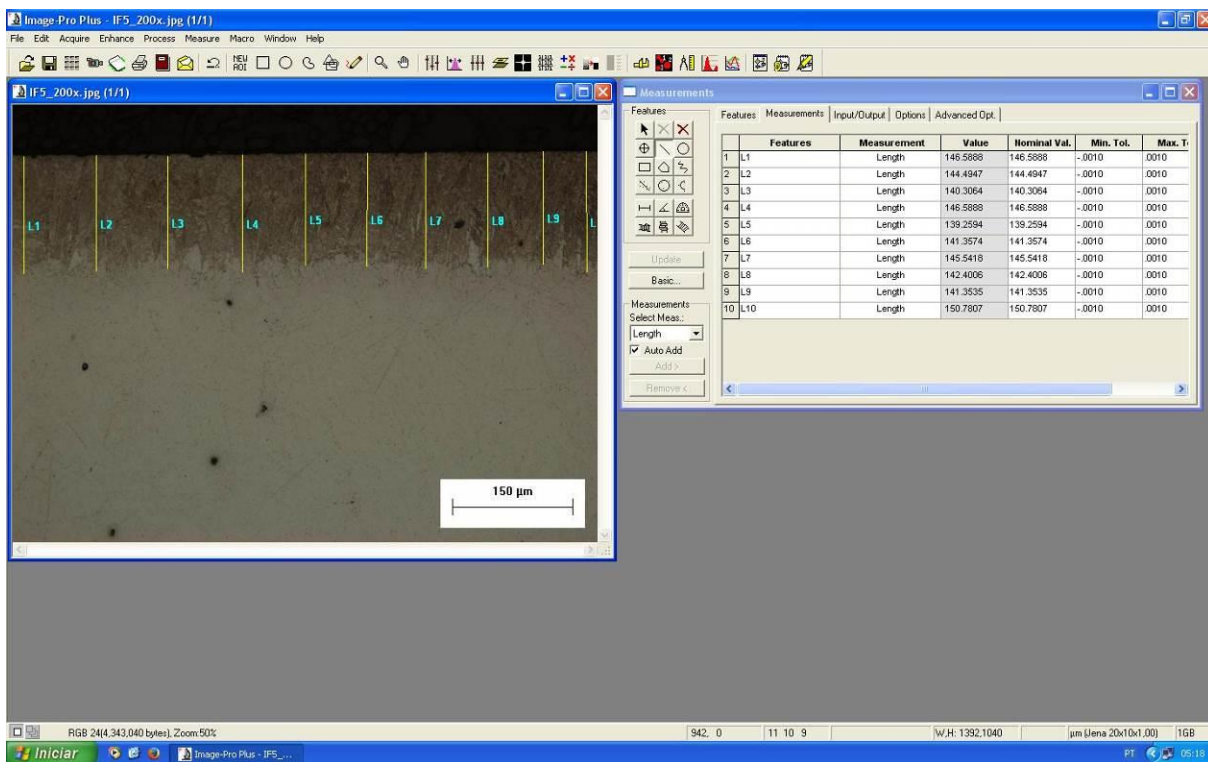 Image-Pro Plus - IF5_200x.jpg (1/1)
File Edit Acquire Enhance Process Measure Macro Window Help
NEW ROI
IF5_200x.jpg (1/1)
L1 L2 L3 L4 L5 L6 L7 L8 L9 L
150 µm
Measurements
Features
Update
Basic...
Measurements
Select Meas.:
Length
Auto Add
Add >
Remove <
Features Measurements Input/Output Options Advanced Opt.
Features Measurement Value Nominal Val. Min. Tol. Max. T
1 L1 Length 146.5888 146.5888 -.0010 .0010
2 L2 Length 144.4947 144.4947 -.0010 .0010
3 L3 Length 140.3064 140.3064 -.0010 .0010
4 L4 Length 146.5888 146.5888 -.0010 .0010
5 L5 Length 139.2594 139.2594 -.0010 .0010
6 L6 Length 141.3574 141.3574 -.0010 .0010
7 L7 Length 145.5418 145.5418 -.0010 .0010
8 L8 Length 142.4006 142.4006 -.0010 .0010
9 L9 Length 141.3535 141.3535 -.0010 .0010
10 L10 Length 150.7807 150.7807 -.0010 .0010
RGB 24(4,343,040 bytes), Zoom:50% 942, 0 11 10 9 W,H: 1392,1040 µm (Jena 20x10x1,00) 1GB
Iniciar Image-Pro Plus - IF5_... PT 05:18